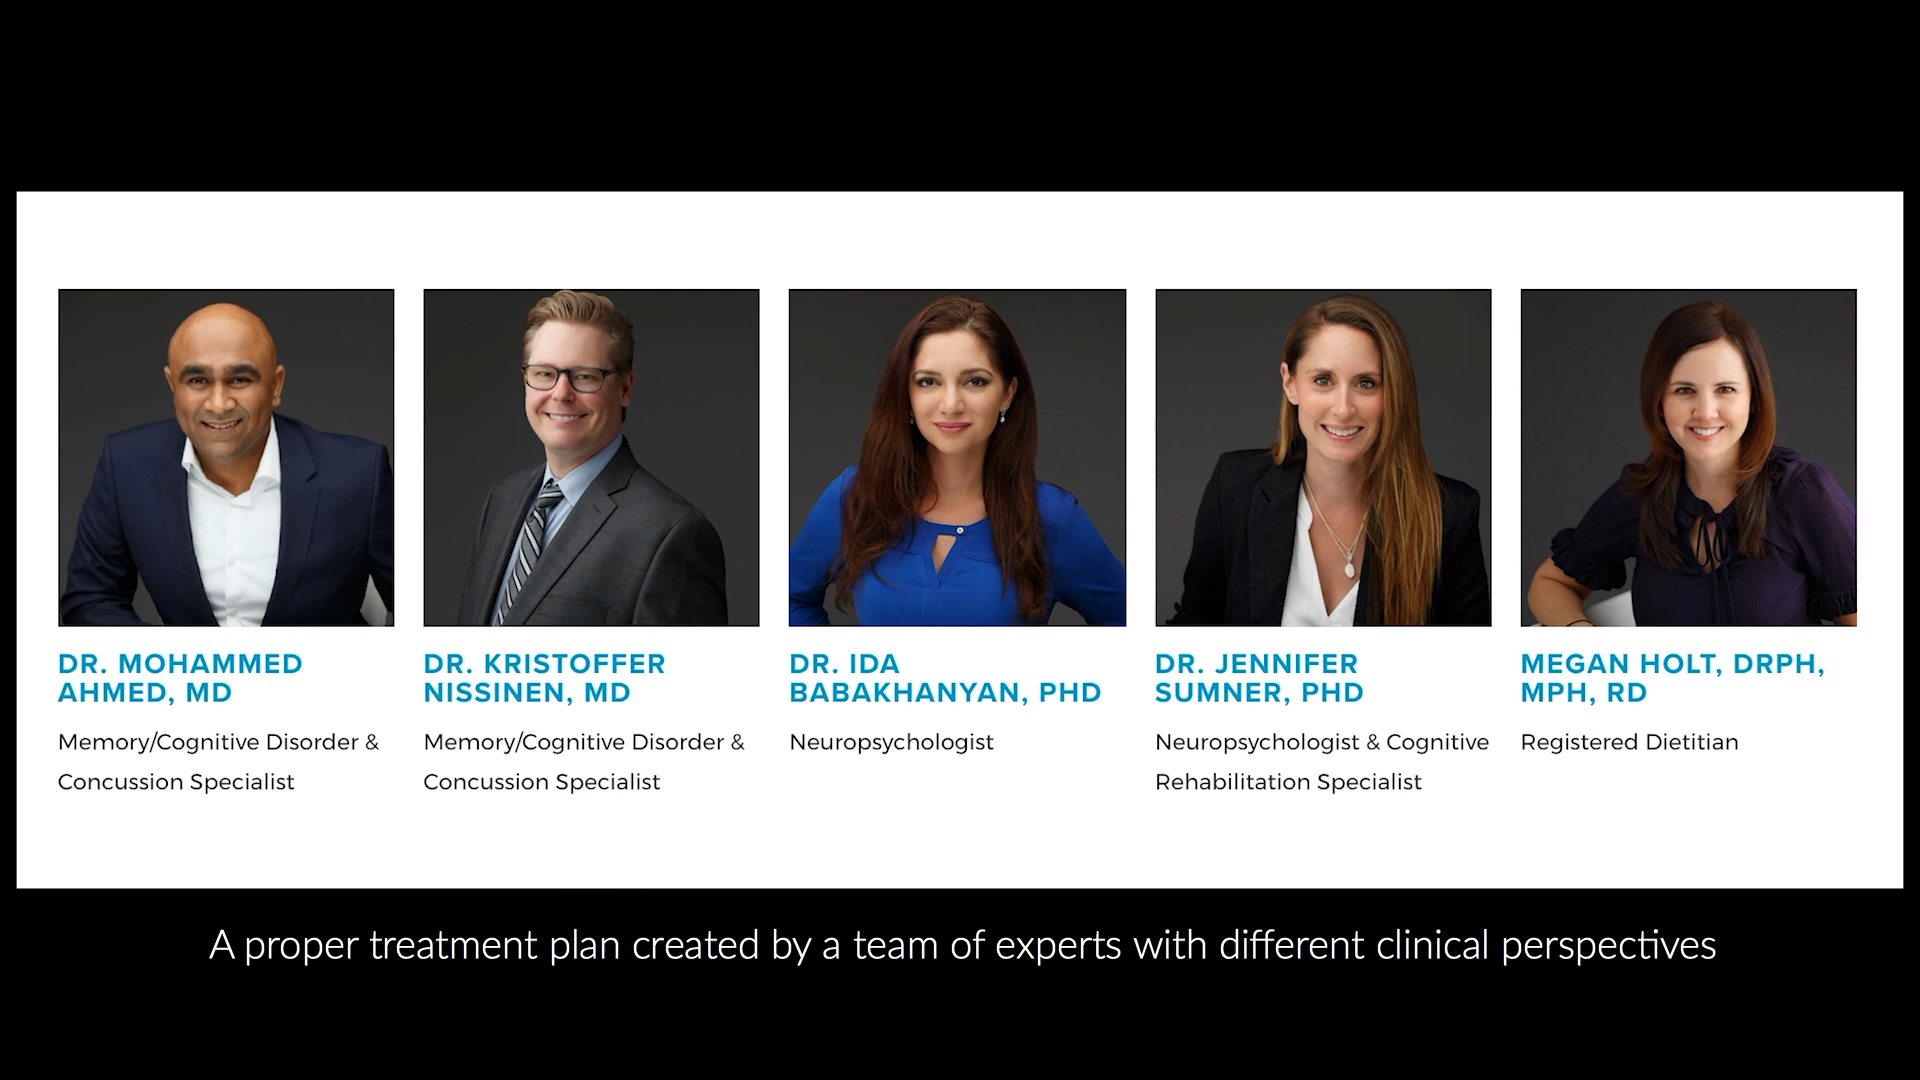 DR. MOHAMMED
AHMED, MD
Memory/Cognitive Disorder &
Concussion Specialist
DR. KRISTOFFER
NISSINEN, MD
Memory/Cognitive Disorder &
Concussion Specialist
DR. IDA
BABAKHANYAN, PHD
Neuropsychologist
DR. JENNIFER
SUMNER, PHD
Neuropsychologist & Cognitive
Rehabilitation Specialist
MEGAN HOLT, DRPH,
MPH, RD
Registered Dietitian
A proper treatment plan created by a team of experts with different clinical perspectives